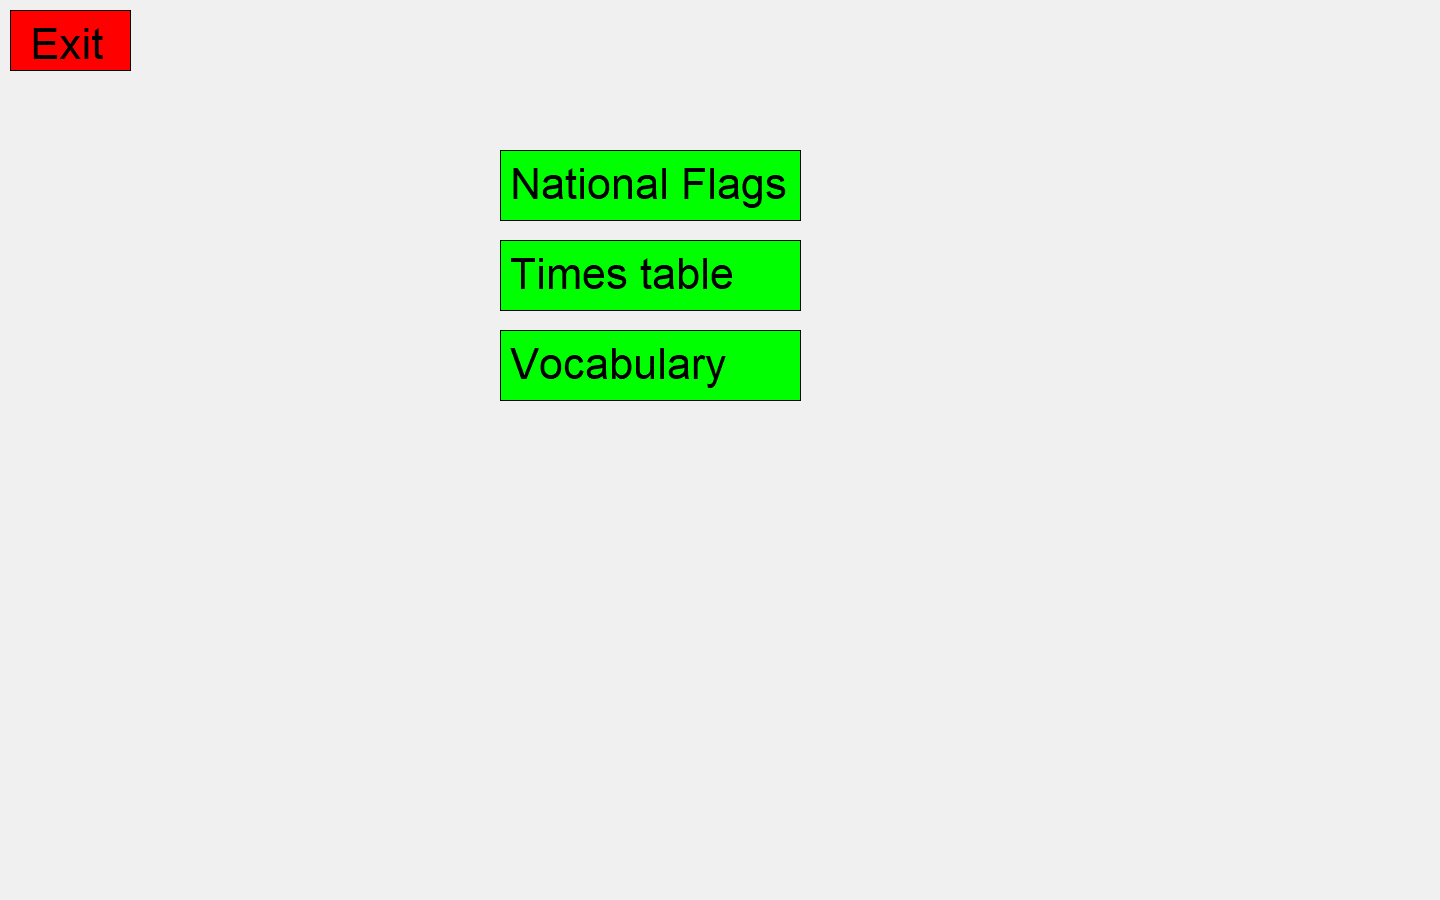 Exit
National Flags
Times table
Vocabulary